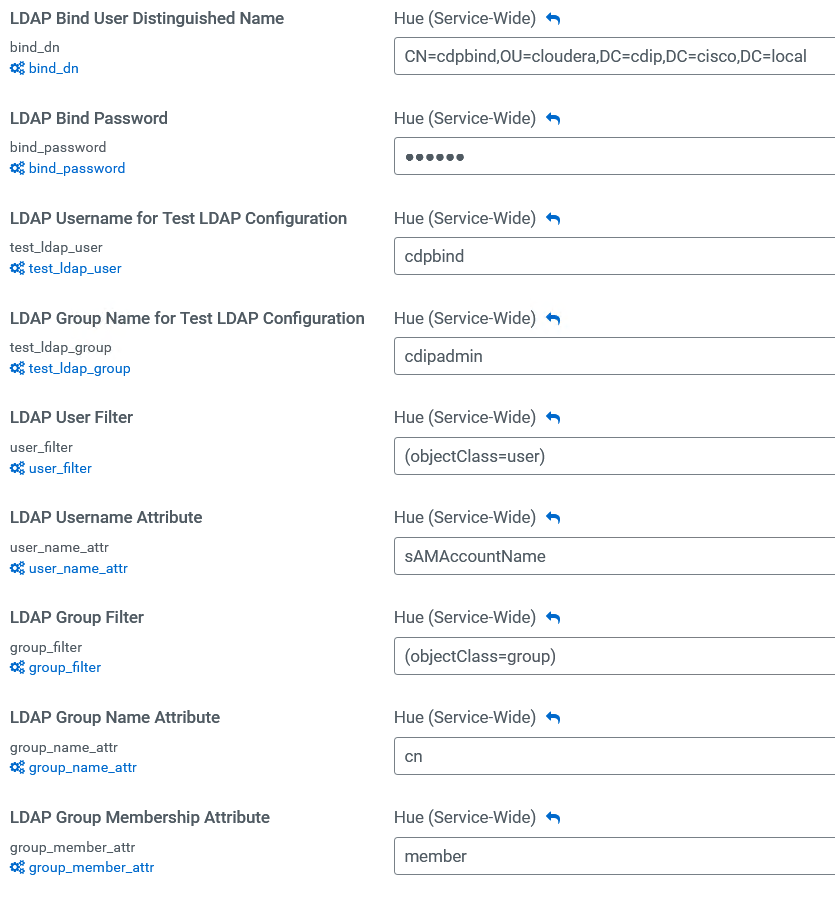 LDAP Bind User Distinguished Name
Hue (Service-Wide)
bind_dn
CN=cdpbind,OU=cloudera,DC=cdip,DC=cisco,DC=local
bind_dn
LDAP Bind Password
Hue (Service-Wide)
bind_password
••••••
bind_password
LDAP Username for Test LDAP Configuration
Hue (Service-Wide)
test_ldap_user
cdpbind
test_ldap_user
LDAP Group Name for Test LDAP Configuration
Hue (Service-Wide)
test_ldap_group
cdipadmin
test_ldap_group
LDAP User Filter
Hue (Service-Wide)
user_filter
(objectClass=user)
user_filter
LDAP Username Attribute
Hue (Service-Wide)
user_name_attr
sAMAccountName
user_name_attr
LDAP Group Filter
Hue (Service-Wide)
group_filter
(objectClass=group)
group_filter
LDAP Group Name Attribute
Hue (Service-Wide)
group_name_attr
cn
group_name_attr
LDAP Group Membership Attribute
Hue (Service-Wide)
group_member_attr
member
group_member_attr